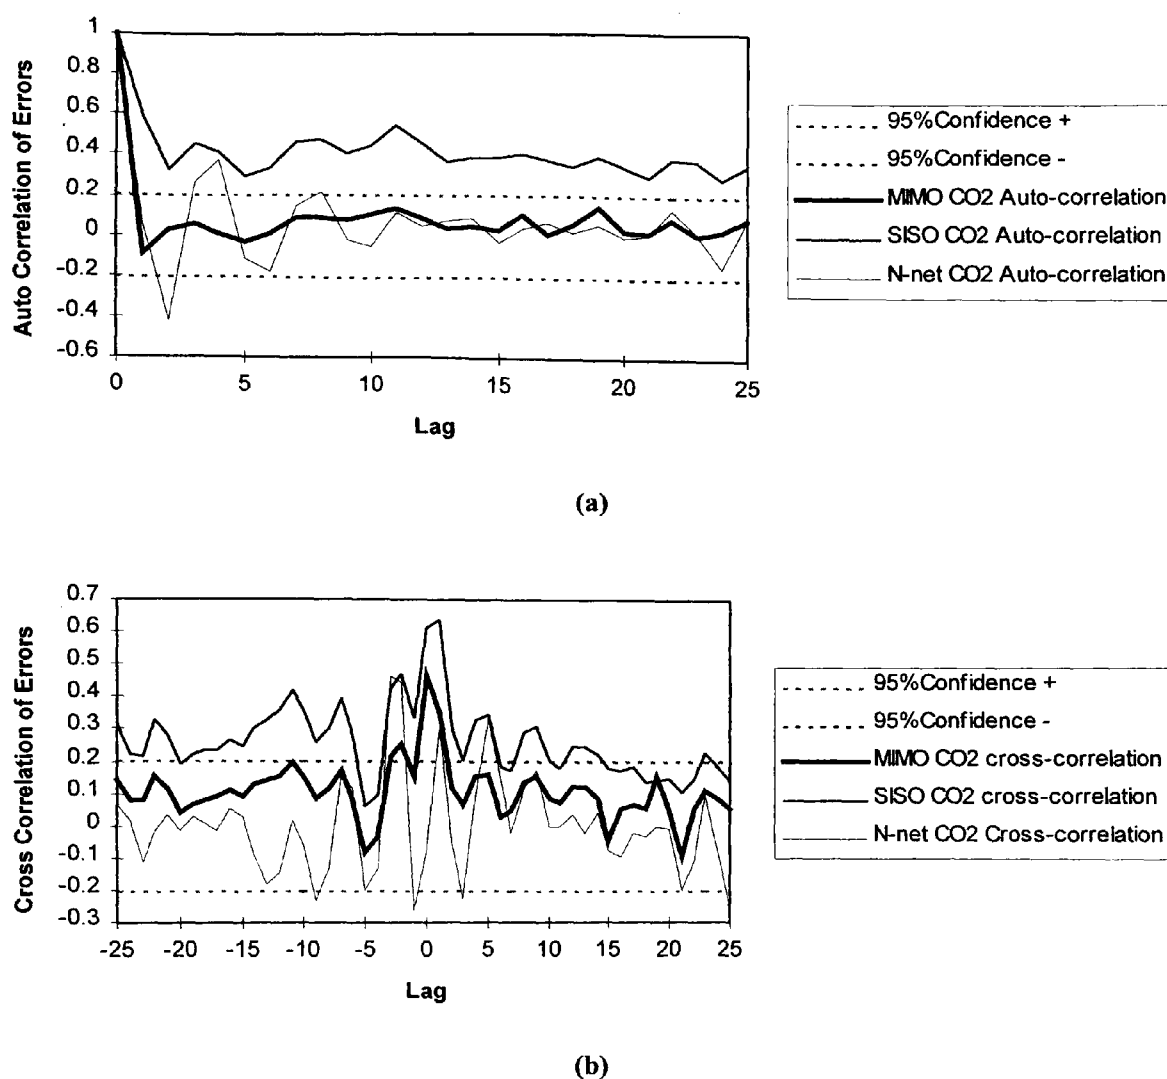 1
0.8
0.6
0.4
0.2
0
-0.2
-0.4
-0.6
Auto Correlation of Errors
0 5 10 15 20 25
Lag
95%Confidence +
95%Confidence -
MIMO CO2 Auto-correlation
SISO CO2 Auto-correlation
N-net CO2 Auto-correlation
(a)
0.7
0.6
0.5
0.4
0.3
0.2
0.1
0
-0.1
-0.2
-0.3
Cross Correlation of Errors
-25 -20 -15 -10 -5 0 5 10 15 20 25
Lag
95%Confidence +
95%Confidence -
MIMO CO2 cross-correlation
SISO CO2 cross-correlation
N-net CO2 Cross-correlation
(b)